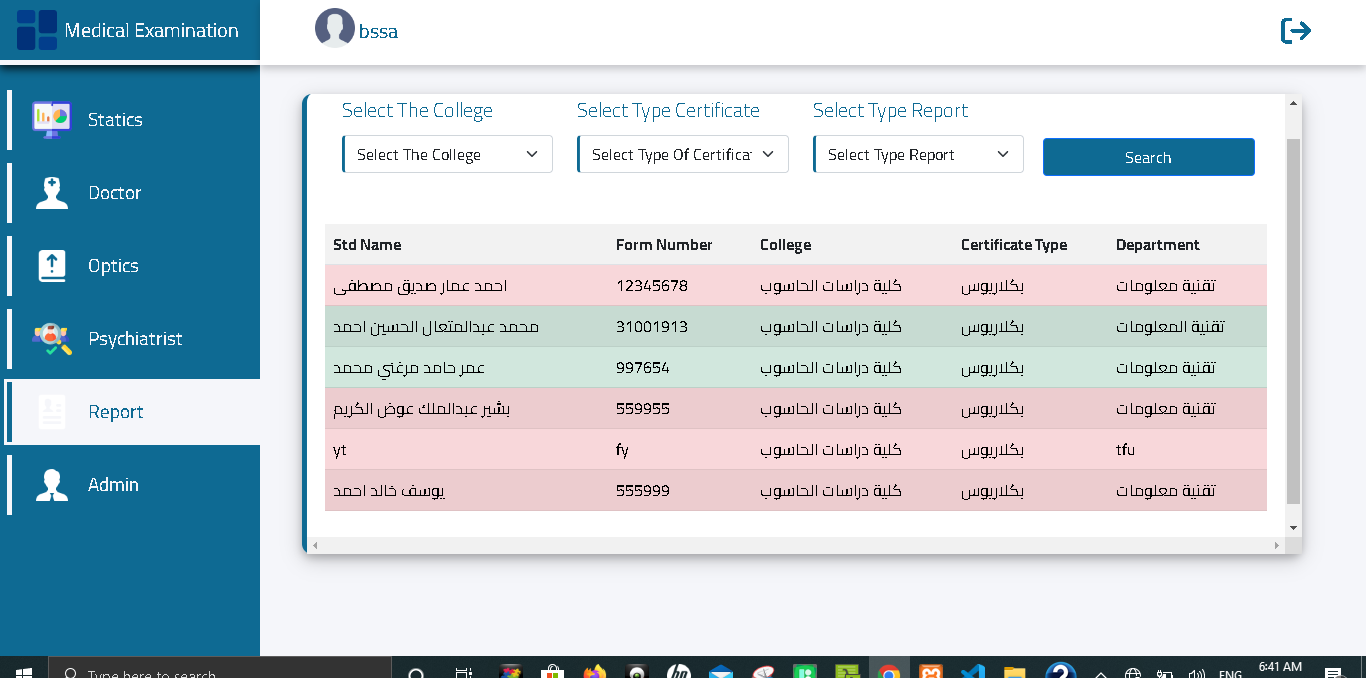 Medical Examination
bssa
Statics
Doctor
Optics
Psychiatrist
Report
Admin
Select The College Select Type Certificate Select Type Report
Select The College Select Type Of Certificat Select Type Report Search
Std Name Form Number College Certificate Type Department
احمد عمار صديق مصطفى 12345678 كلية دراسات الحاسوب بكلاريوس تقنية معلومات
محمد عبدالمتعال الحسين احمد 31001913 كلية دراسات الحاسوب بكلاريوس تقنية المعلومات
عمر حامد مرغني محمد 997654 كلية دراسات الحاسوب بكلاريوس تقنية معلومات
بشير عبدالملك عوض الكريم 559955 كلية دراسات الحاسوب بكلاريوس تقنية معلومات
yt fy كلية دراسات الحاسوب بكلاريوس tfu
يوسف خالد احمد 555999 كلية دراسات الحاسوب بكلاريوس تقنية معلومات
Type here to search
hp
ENG
6:41 AM